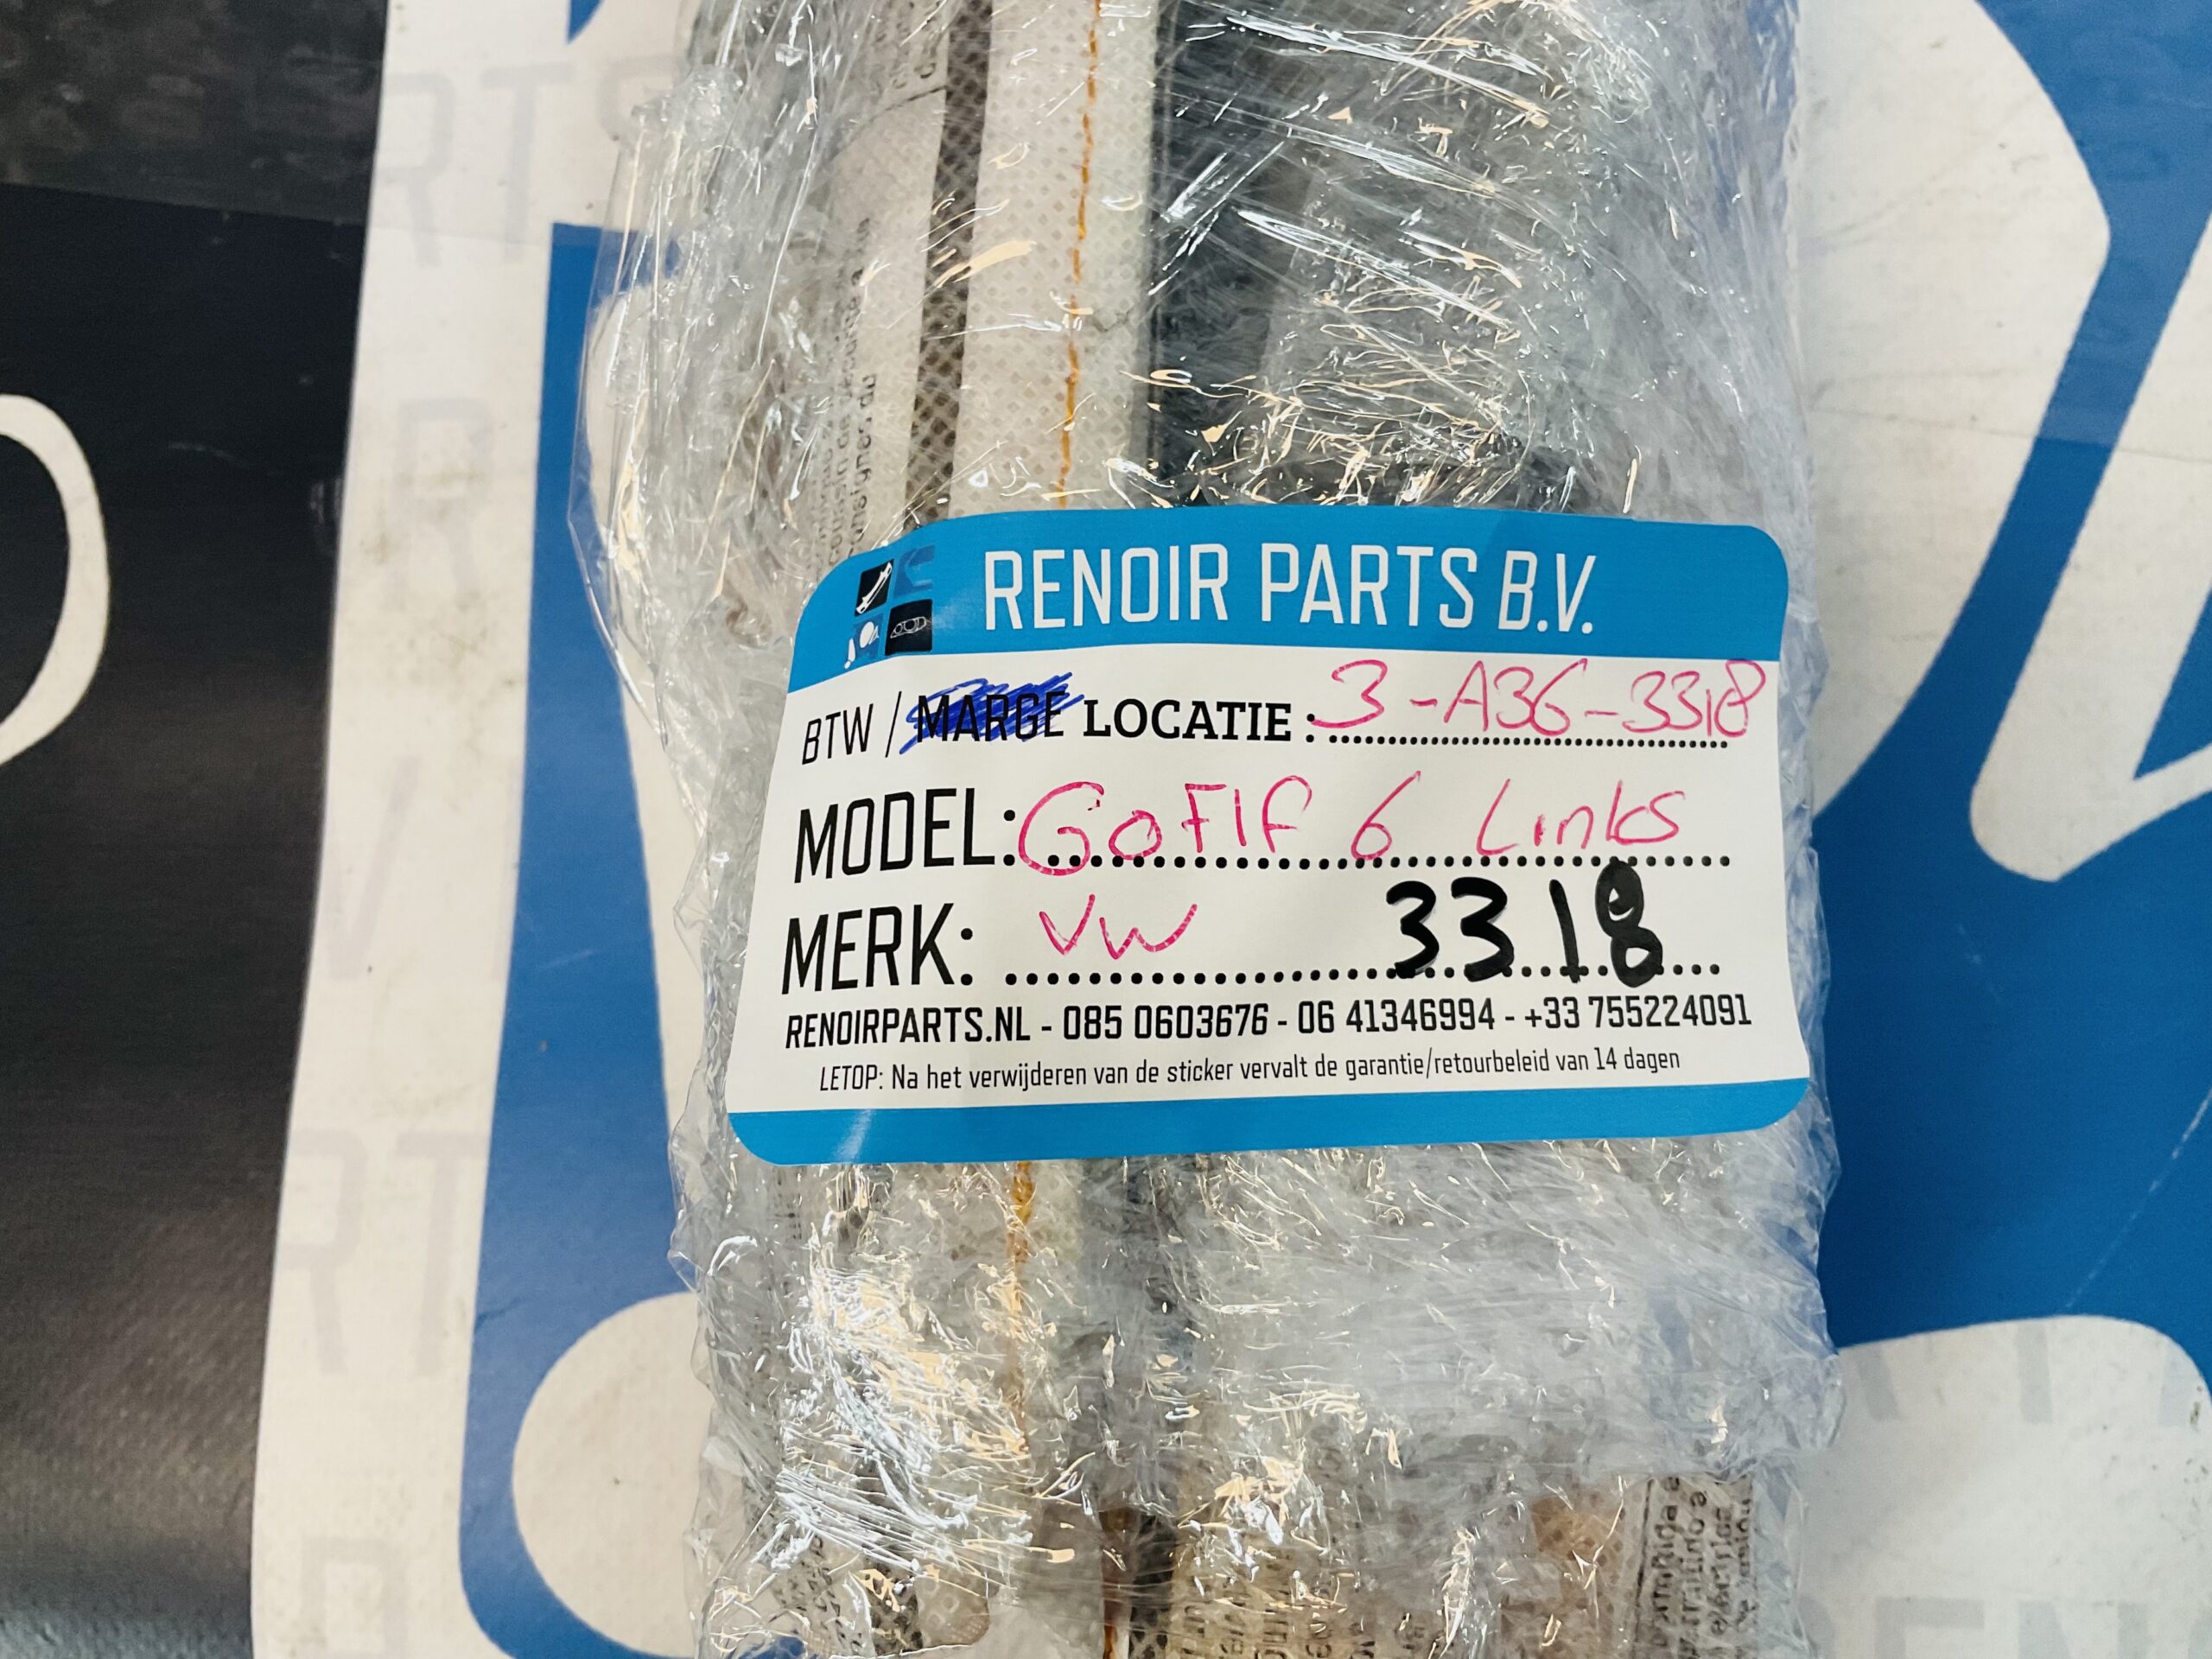 RENOIR PARTS B.V.
BTW / MARGE LOCATIE: 3-A36-3318
MODEL: GoFlf 6 Links
MERK: VW 3318
RENOIRPARTS.NL - 085 0603676 - 06 41346994 - +33 755224091
LETOP: Na het verwijderen van de sticker vervalt de garantie/retourbeleid van 14 dagen